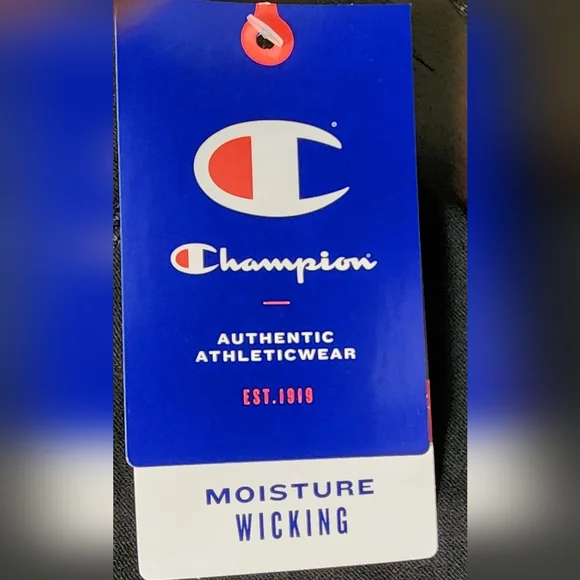 Champion
AUTHENTIC
ATHLETICWEAR
EST.1919
MOISTURE
WICKING